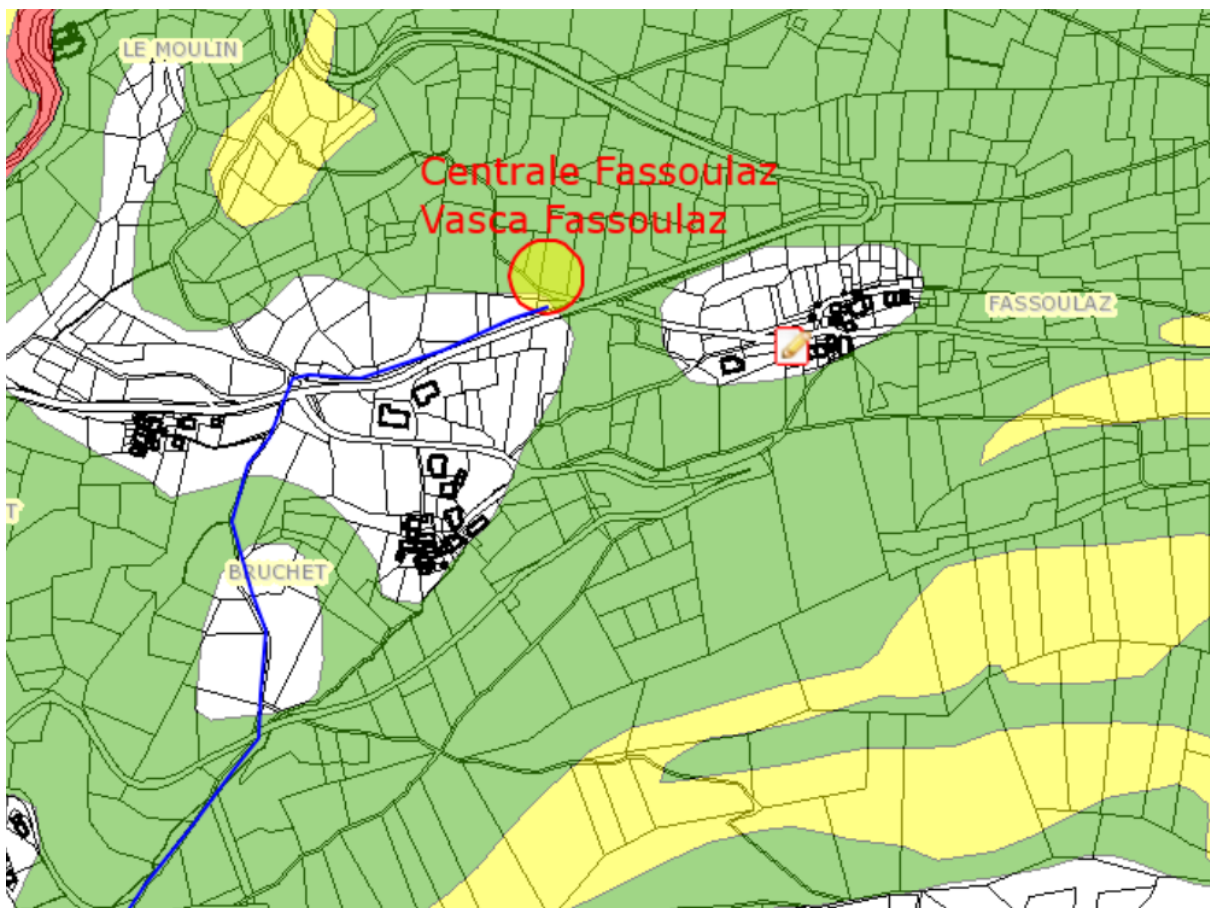 LE MOULIN
Centrale Fassoulaz
Vasca Fassoulaz
FASSOULAZ
T
BRUCHET
T